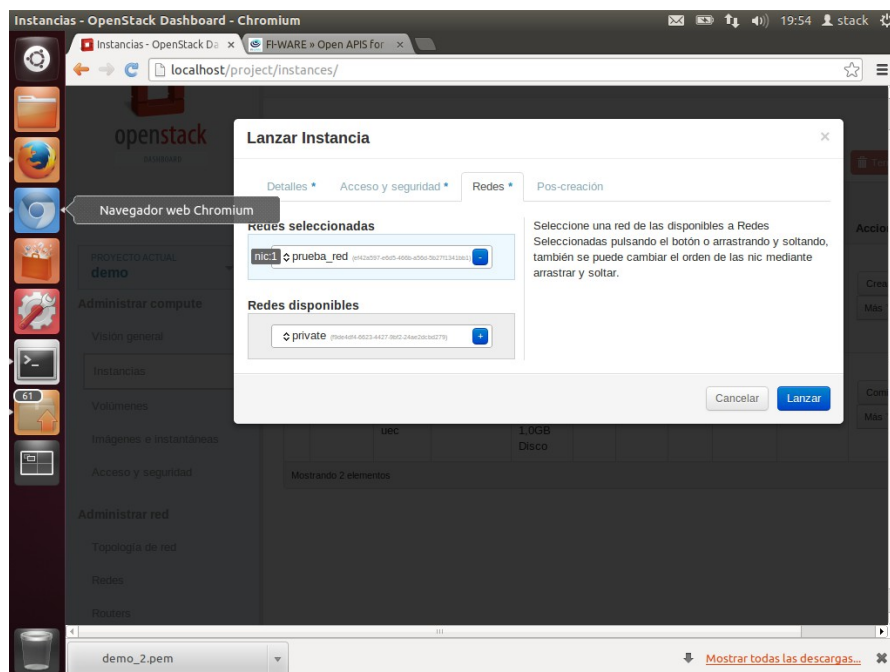 Instancias - OpenStack Dashboard - Chromium
19:54 stack
Instancias - OpenStack Da ×
FI-WARE » Open APIS for ×
localhost/project/instances/
openstack
DASHBOARD
Lanzar Instancia ×
Detalles * Acceso y seguridad * Redes * Pos-creación
Navegador web Chromium
Redes seleccionadas
nic:1 prueba_red -
Redes disponibles
private +
Seleccione una red de las disponibles a Redes
Seleccionadas pulsando el botón o arrastrando y soltando,
también se puede cambiar el orden de las nic mediante
arrastrar y soltar.
Cancelar Lanzar
PROYECTO ACTUAL
demo
Administrar compute
Visión general
Instancias
Volúmenes
Imágenes e Instantáneas
Acceso y seguridad
Administrar red
Topología de red
Redes
Routers
Accion
Crea
Más
Más
uec
1,0GB
Disco
Mostrando 2 elementos
61
demo_2.pem
Mostrar todas las descargas...